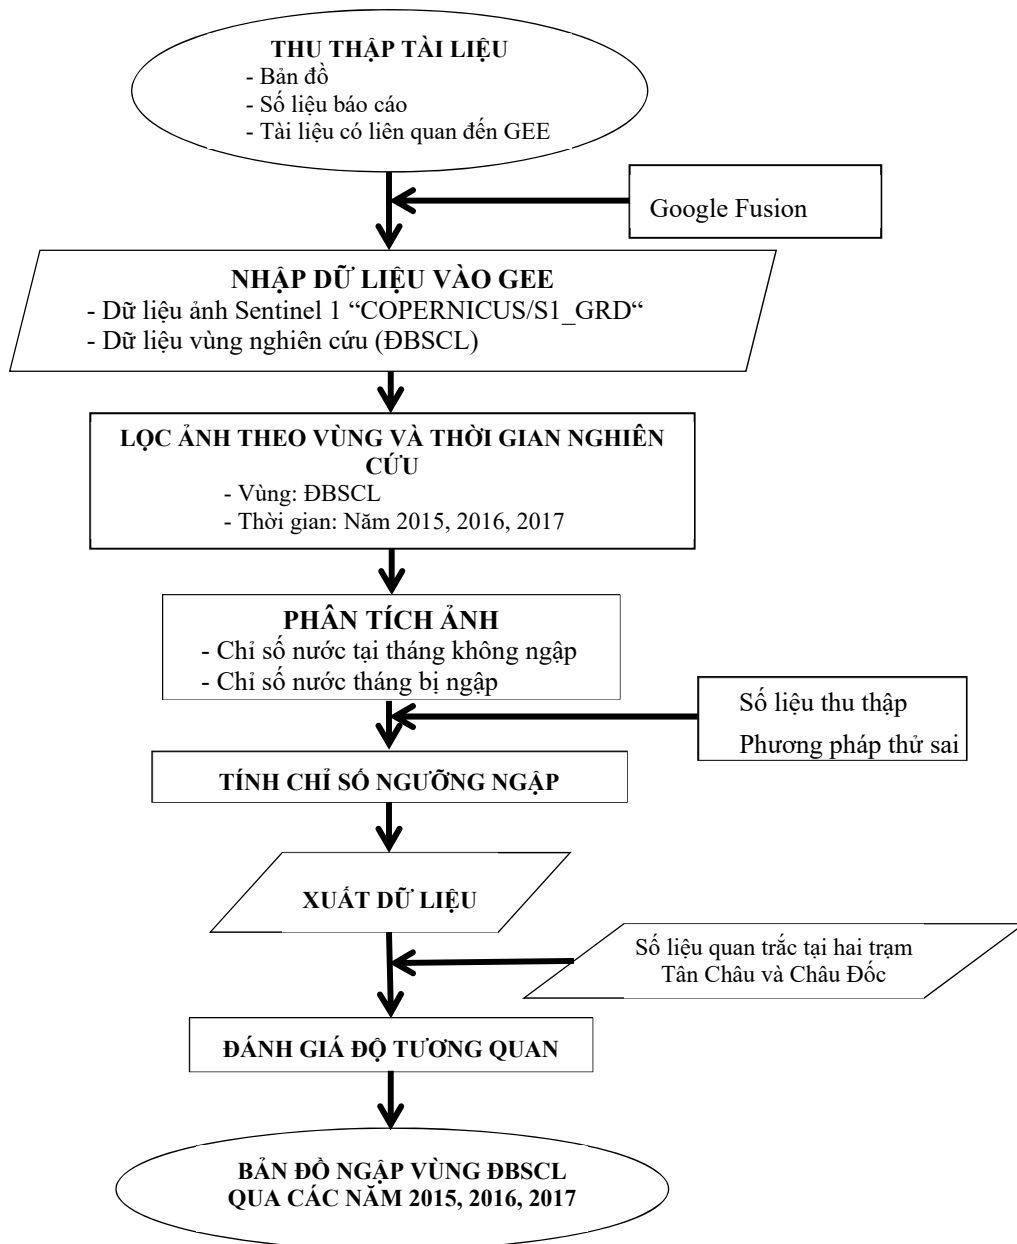 THU THẬP TÀI LIỆU
- Bản đồ
- Số liệu báo cáo
- Tài liệu có liên quan đến GEE
Google Fusion
NHẬP DỮ LIỆU VÀO GEE
- Dữ liệu ảnh Sentinel 1 “COPERNICUS/S1_GRD“
- Dữ liệu vùng nghiên cứu (ĐBSCL)
LỌC ẢNH THEO VÙNG VÀ THỜI GIAN NGHIÊN
CỨU
- Vùng: ĐBSCL
- Thời gian: Năm 2015, 2016, 2017
PHÂN TÍCH ẢNH
- Chỉ số nước tại tháng không ngập
- Chỉ số nước tháng bị ngập
Số liệu thu thập
Phương pháp thử sai
TÍNH CHỈ SỐ NGƯỠNG NGẬP
XUẤT DỮ LIỆU
Số liệu quan trắc tại hai trạm
Tân Châu và Châu Đốc
ĐÁNH GIÁ ĐỘ TƯƠNG QUAN
BẢN ĐỒ NGẬP VÙNG ĐBSCL
QUA CÁC NĂM 2015, 2016, 2017